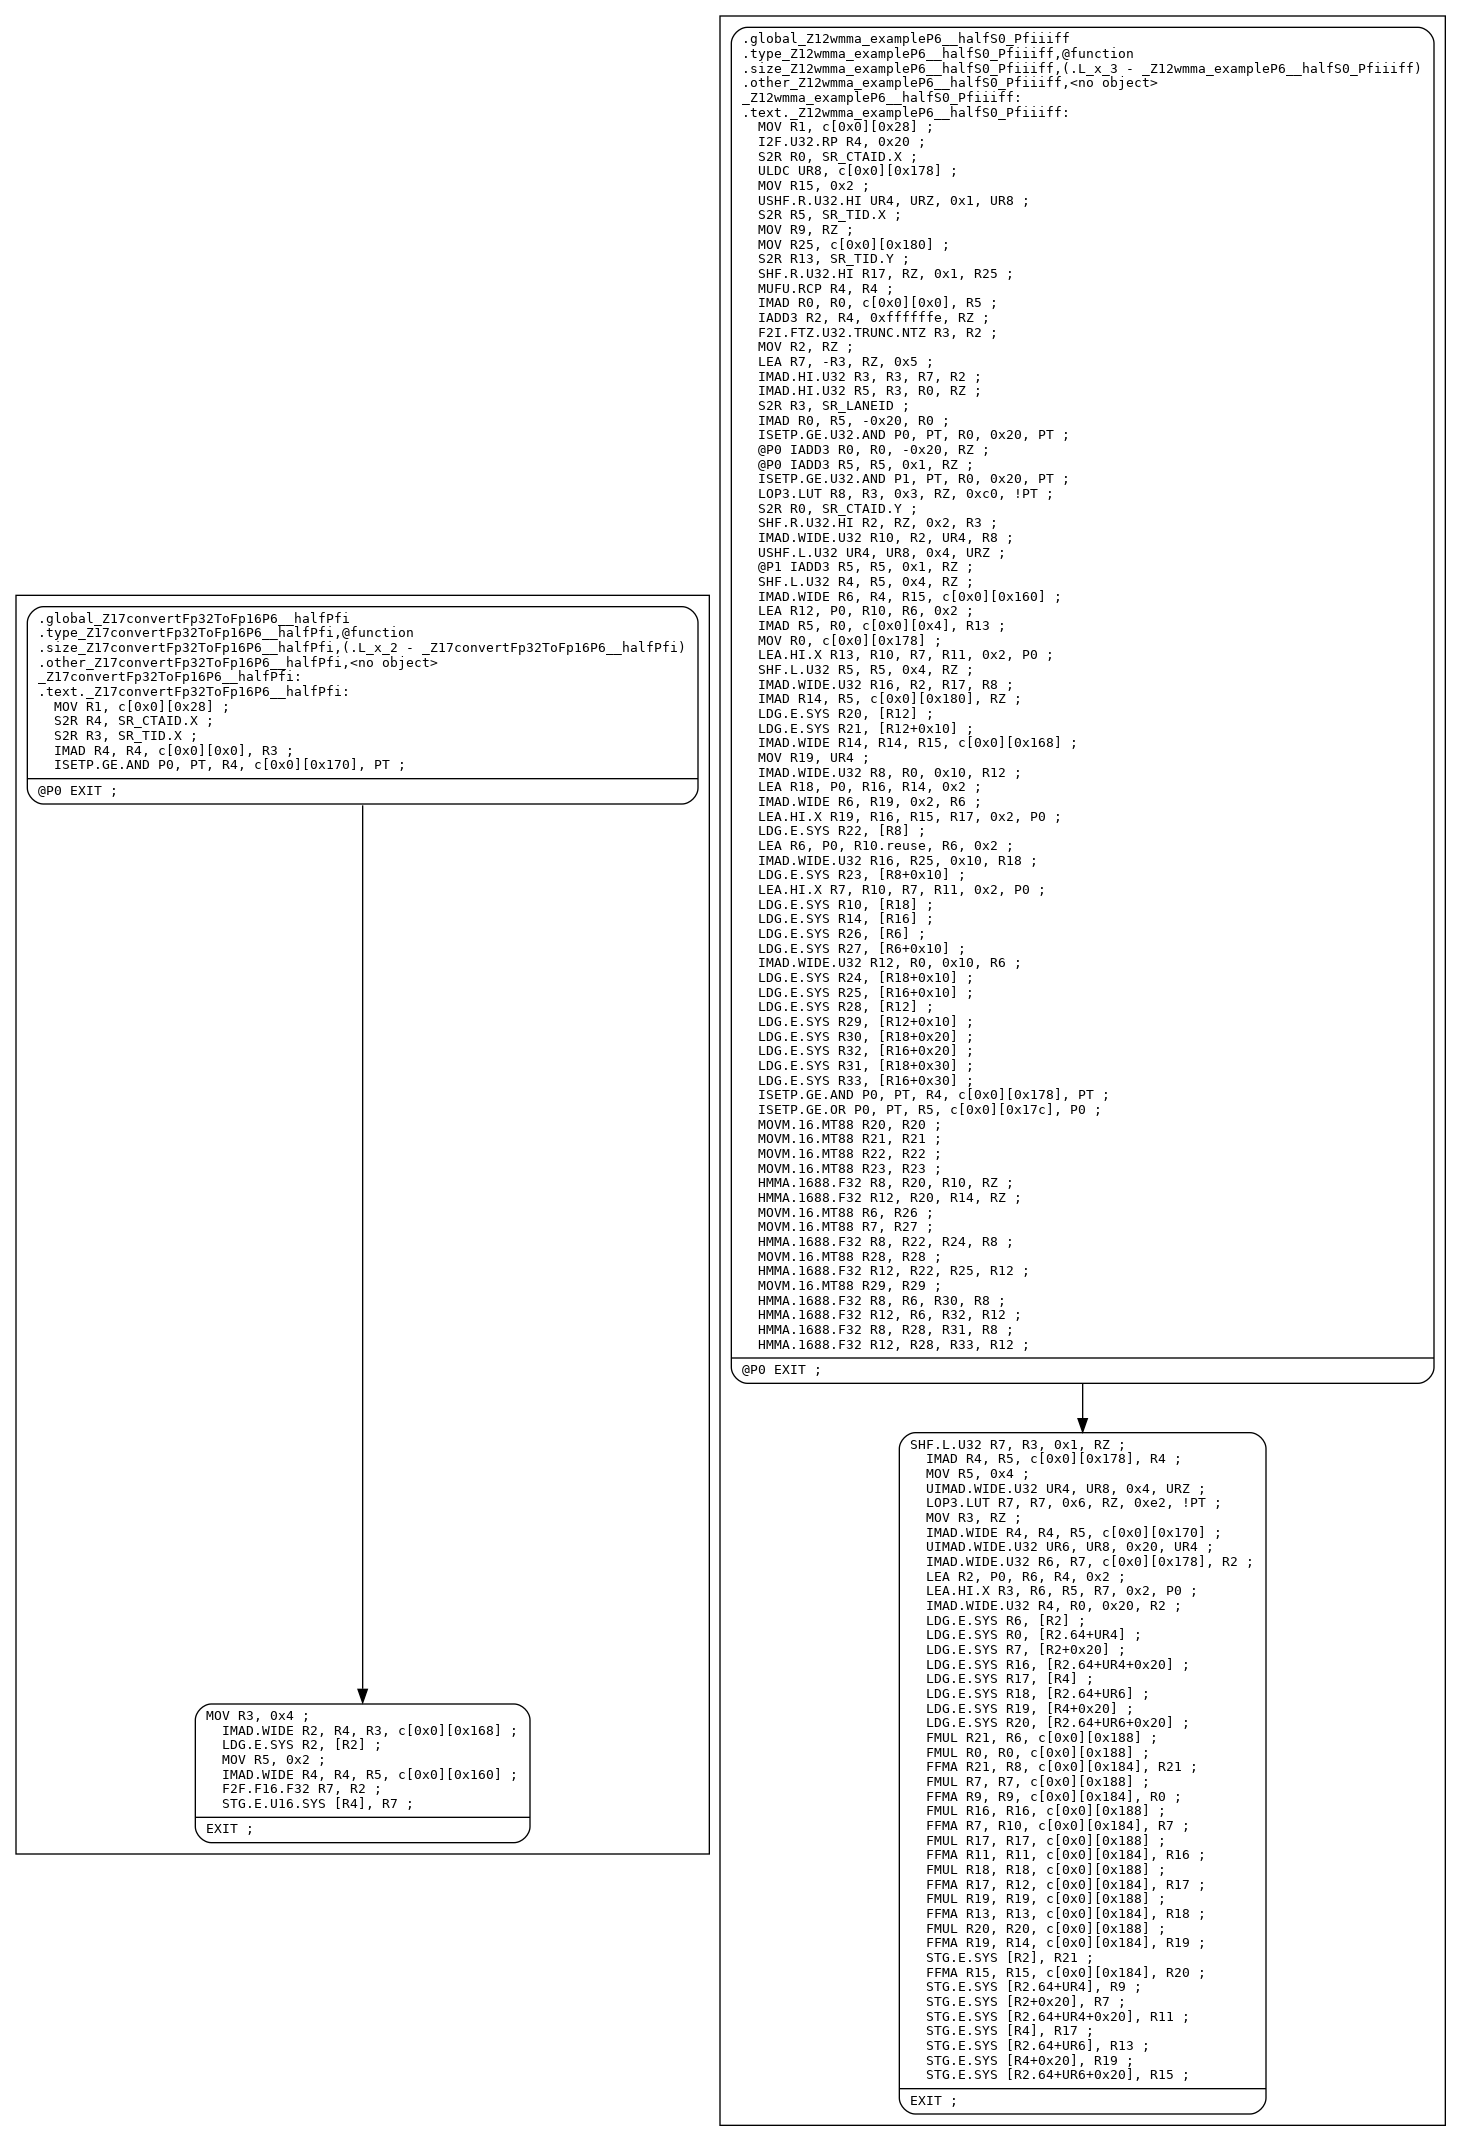 .global_Z17convertFp32ToFp16P6__halfPfi
.type_Z17convertFp32ToFp16P6__halfPfi,@function
.size_Z17convertFp32ToFp16P6__halfPfi,(.L_x_2 - _Z17convertFp32ToFp16P6__halfPfi)
.other_Z17convertFp32ToFp16P6__halfPfi,<no object>
_Z17convertFp32ToFp16P6__halfPfi:
.text._Z17convertFp32ToFp16P6__halfPfi:
MOV R1, c[0x0][0x28] ;
S2R R4, SR_CTAID.X ;
S2R R3, SR_TID.X ;
IMAD R4, R4, c[0x0][0x0], R3 ;
ISETP.GE.AND P0, PT, R4, c[0x0][0x170], PT ;
@P0 EXIT ;
MOV R3, 0x4 ;
IMAD.WIDE R2, R4, R3, c[0x0][0x168] ;
LDG.E.SYS R2, [R2] ;
MOV R5, 0x2 ;
IMAD.WIDE R4, R4, R5, c[0x0][0x160] ;
F2F.F16.F32 R7, R2 ;
STG.E.U16.SYS [R4], R7 ;
EXIT ;
.global_Z12wmma_exampleP6__halfS0_Pfiiiff
.type_Z12wmma_exampleP6__halfS0_Pfiiiff,@function
.size_Z12wmma_exampleP6__halfS0_Pfiiiff,(.L_x_3 - _Z12wmma_exampleP6__halfS0_Pfiiiff)
.other_Z12wmma_exampleP6__halfS0_Pfiiiff,<no object>
_Z12wmma_exampleP6__halfS0_Pfiiiff:
.text._Z12wmma_exampleP6__halfS0_Pfiiiff:
MOV R1, c[0x0][0x28] ;
I2F.U32.RP R4, 0x20 ;
S2R R0, SR_CTAID.X ;
ULDC UR8, c[0x0][0x178] ;
MOV R15, 0x2 ;
USHF.R.U32.HI UR4, URZ, 0x1, UR8 ;
S2R R5, SR_TID.X ;
MOV R9, RZ ;
MOV R25, c[0x0][0x180] ;
S2R R13, SR_TID.Y ;
SHF.R.U32.HI R17, RZ, 0x1, R25 ;
MUFU.RCP R4, R4 ;
IMAD R0, R0, c[0x0][0x0], R5 ;
IADD3 R2, R4, 0xffffffe, RZ ;
F2I.FTZ.U32.TRUNC.NTZ R3, R2 ;
MOV R2, RZ ;
LEA R7, -R3, RZ, 0x5 ;
IMAD.HI.U32 R3, R3, R7, R2 ;
IMAD.HI.U32 R5, R3, R0, RZ ;
S2R R3, SR_LANEID ;
IMAD R0, R5, -0x20, R0 ;
ISETP.GE.U32.AND P0, PT, R0, 0x20, PT ;
@P0 IADD3 R0, R0, -0x20, RZ ;
@P0 IADD3 R5, R5, 0x1, RZ ;
ISETP.GE.U32.AND P1, PT, R0, 0x20, PT ;
LOP3.LUT R8, R3, 0x3, RZ, 0xc0, !PT ;
S2R R0, SR_CTAID.Y ;
SHF.R.U32.HI R2, RZ, 0x2, R3 ;
IMAD.WIDE.U32 R10, R2, UR4, R8 ;
USHF.L.U32 UR4, UR8, 0x4, URZ ;
@P1 IADD3 R5, R5, 0x1, RZ ;
SHF.L.U32 R4, R5, 0x4, RZ ;
IMAD.WIDE R6, R4, R15, c[0x0][0x160] ;
LEA R12, P0, R10, R6, 0x2 ;
IMAD R5, R0, c[0x0][0x4], R13 ;
MOV R0, c[0x0][0x178] ;
LEA.HI.X R13, R10, R7, R11, 0x2, P0 ;
SHF.L.U32 R5, R5, 0x4, RZ ;
IMAD.WIDE.U32 R16, R2, R17, R8 ;
IMAD R14, R5, c[0x0][0x180], RZ ;
LDG.E.SYS R20, [R12] ;
LDG.E.SYS R21, [R12+0x10] ;
IMAD.WIDE R14, R14, R15, c[0x0][0x168] ;
MOV R19, UR4 ;
IMAD.WIDE.U32 R8, R0, 0x10, R12 ;
LEA R18, P0, R16, R14, 0x2 ;
IMAD.WIDE R6, R19, 0x2, R6 ;
LEA.HI.X R19, R16, R15, R17, 0x2, P0 ;
LDG.E.SYS R22, [R8] ;
LEA R6, P0, R10.reuse, R6, 0x2 ;
IMAD.WIDE.U32 R16, R25, 0x10, R18 ;
LDG.E.SYS R23, [R8+0x10] ;
LEA.HI.X R7, R10, R7, R11, 0x2, P0 ;
LDG.E.SYS R10, [R18] ;
LDG.E.SYS R14, [R16] ;
LDG.E.SYS R26, [R6] ;
LDG.E.SYS R27, [R6+0x10] ;
IMAD.WIDE.U32 R12, R0, 0x10, R6 ;
LDG.E.SYS R24, [R18+0x10] ;
LDG.E.SYS R25, [R16+0x10] ;
LDG.E.SYS R28, [R12] ;
LDG.E.SYS R29, [R12+0x10] ;
LDG.E.SYS R30, [R18+0x20] ;
LDG.E.SYS R32, [R16+0x20] ;
LDG.E.SYS R31, [R18+0x30] ;
LDG.E.SYS R33, [R16+0x30] ;
ISETP.GE.AND P0, PT, R4, c[0x0][0x178], PT ;
ISETP.GE.OR P0, PT, R5, c[0x0][0x17c], P0 ;
MOVM.16.MT88 R20, R20 ;
MOVM.16.MT88 R21, R21 ;
MOVM.16.MT88 R22, R22 ;
MOVM.16.MT88 R23, R23 ;
HMMA.1688.F32 R8, R20, R10, RZ ;
HMMA.1688.F32 R12, R20, R14, RZ ;
MOVM.16.MT88 R6, R26 ;
MOVM.16.MT88 R7, R27 ;
HMMA.1688.F32 R8, R22, R24, R8 ;
MOVM.16.MT88 R28, R28 ;
HMMA.1688.F32 R12, R22, R25, R12 ;
MOVM.16.MT88 R29, R29 ;
HMMA.1688.F32 R8, R6, R30, R8 ;
HMMA.1688.F32 R12, R6, R32, R12 ;
HMMA.1688.F32 R8, R28, R31, R8 ;
HMMA.1688.F32 R12, R28, R33, R12 ;
@P0 EXIT ;
SHF.L.U32 R7, R3, 0x1, RZ ;
IMAD R4, R5, c[0x0][0x178], R4 ;
MOV R5, 0x4 ;
UIMAD.WIDE.U32 UR4, UR8, 0x4, URZ ;
LOP3.LUT R7, R7, 0x6, RZ, 0xe2, !PT ;
MOV R3, RZ ;
IMAD.WIDE R4, R4, R5, c[0x0][0x170] ;
UIMAD.WIDE.U32 UR6, UR8, 0x20, UR4 ;
IMAD.WIDE.U32 R6, R7, c[0x0][0x178], R2 ;
LEA R2, P0, R6, R4, 0x2 ;
LEA.HI.X R3, R6, R5, R7, 0x2, P0 ;
IMAD.WIDE.U32 R4, R0, 0x20, R2 ;
LDG.E.SYS R6, [R2] ;
LDG.E.SYS R0, [R2.64+UR4] ;
LDG.E.SYS R7, [R2+0x20] ;
LDG.E.SYS R16, [R2.64+UR4+0x20] ;
LDG.E.SYS R17, [R4] ;
LDG.E.SYS R18, [R2.64+UR6] ;
LDG.E.SYS R19, [R4+0x20] ;
LDG.E.SYS R20, [R2.64+UR6+0x20] ;
FMUL R21, R6, c[0x0][0x188] ;
FMUL R0, R0, c[0x0][0x188] ;
FFMA R21, R8, c[0x0][0x184], R21 ;
FMUL R7, R7, c[0x0][0x188] ;
FFMA R9, R9, c[0x0][0x184], R0 ;
FMUL R16, R16, c[0x0][0x188] ;
FFMA R7, R10, c[0x0][0x184], R7 ;
FMUL R17, R17, c[0x0][0x188] ;
FFMA R11, R11, c[0x0][0x184], R16 ;
FMUL R18, R18, c[0x0][0x188] ;
FFMA R17, R12, c[0x0][0x184], R17 ;
FMUL R19, R19, c[0x0][0x188] ;
FFMA R13, R13, c[0x0][0x184], R18 ;
FMUL R20, R20, c[0x0][0x188] ;
FFMA R19, R14, c[0x0][0x184], R19 ;
STG.E.SYS [R2], R21 ;
FFMA R15, R15, c[0x0][0x184], R20 ;
STG.E.SYS [R2.64+UR4], R9 ;
STG.E.SYS [R2+0x20], R7 ;
STG.E.SYS [R2.64+UR4+0x20], R11 ;
STG.E.SYS [R4], R17 ;
STG.E.SYS [R2.64+UR6], R13 ;
STG.E.SYS [R4+0x20], R19 ;
STG.E.SYS [R2.64+UR6+0x20], R15 ;
EXIT ;